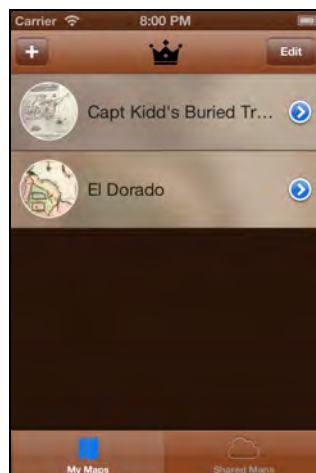 Carrier 8:00 PM
+ Edit
Capt Kidd's Buried Tr...
El Dorado
My Maps Shared Maps